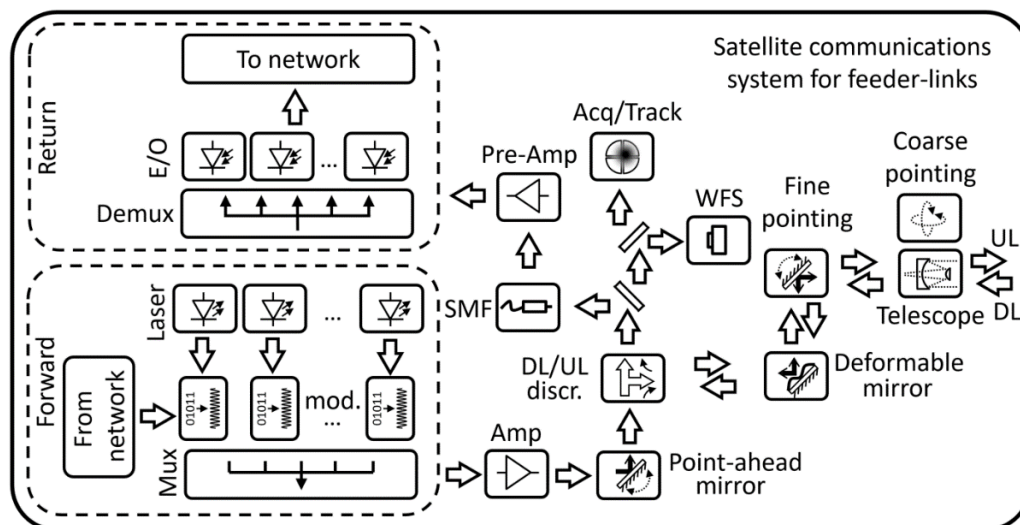 Satellite communications
system for feeder-links
Return
To network
E/O
...
Demux
Pre-Amp
Acq/Track
WFS
Fine
pointing
Coarse
pointing
UL
DL
Telescope
SMF
DL/UL
discr.
Deformable
mirror
Forward
Laser
...
From
network
01011
01011
mod.
...
01011
Mux
Amp
Point-ahead
mirror